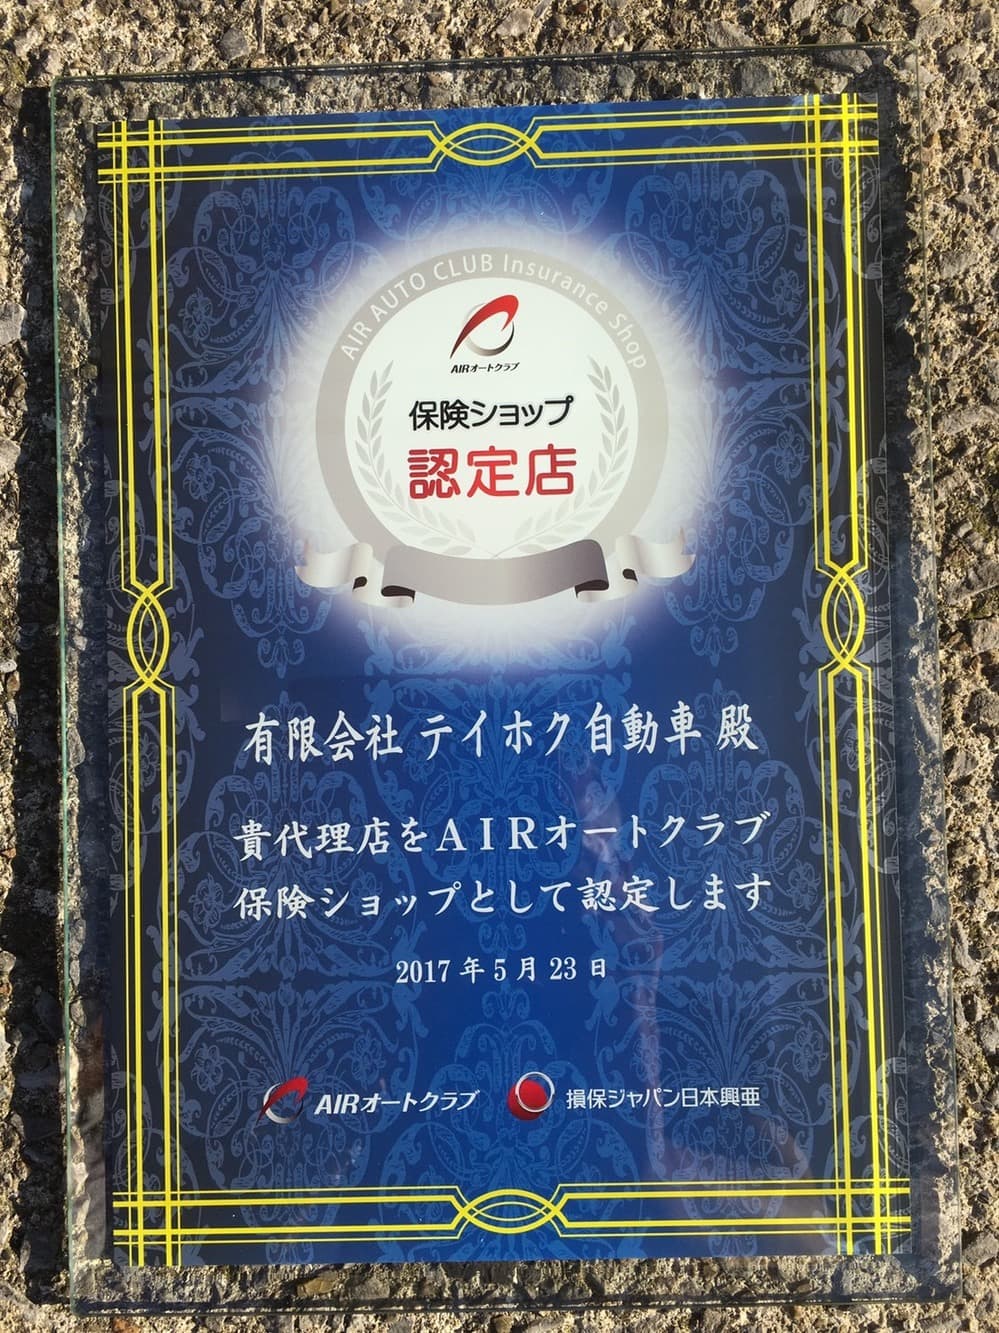 AIR AUTO CLUB Insurance Shop
AIRオートクラブ
保険ショップ
認定店
有限会社 テイホク自動車 殿
貴代理店をAIRオートクラブ
保険ショップとして認定します
2017年5月23日
AIRオートクラブ 損保ジャパン日本興亜